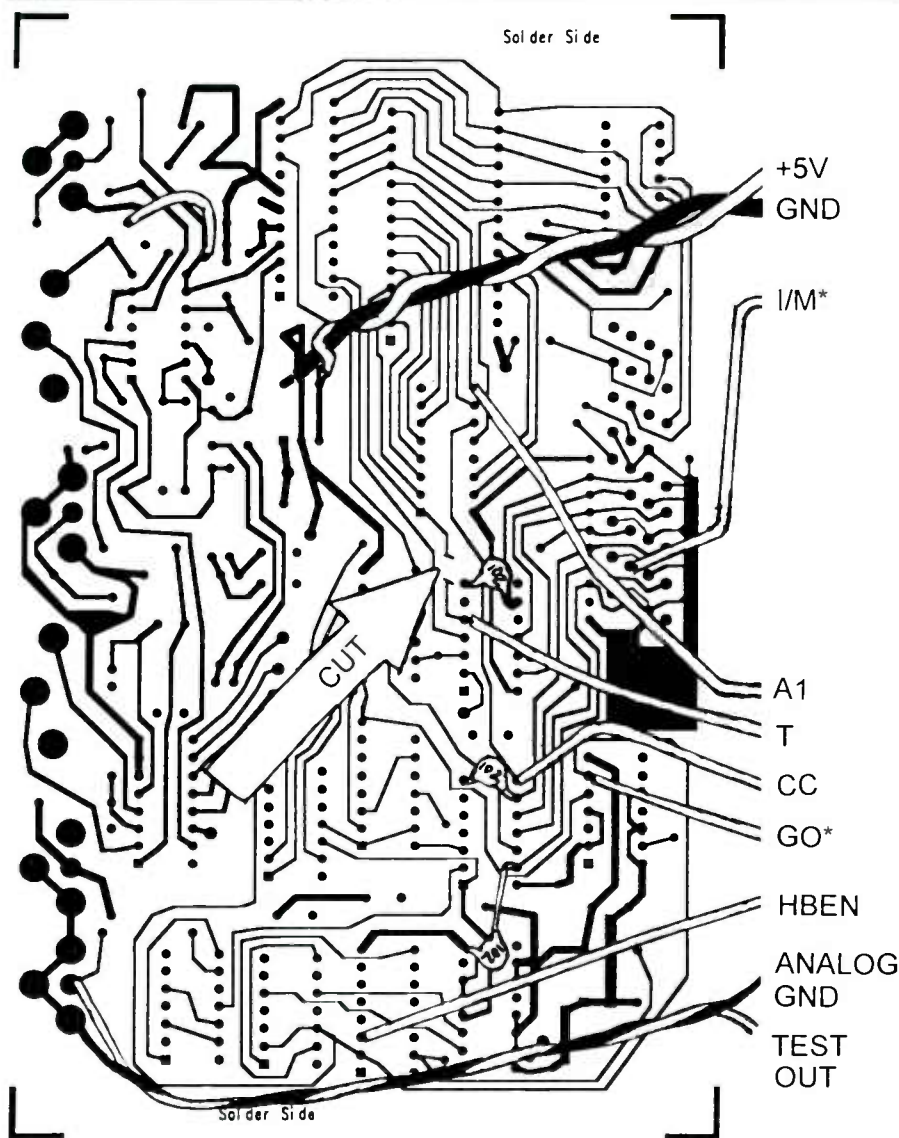 Solder Side
+5V
GND
I/M*
CUT
A1
T
CC
GO*
HBEN
ANALOG
GND
TEST
OUT
Solder Side